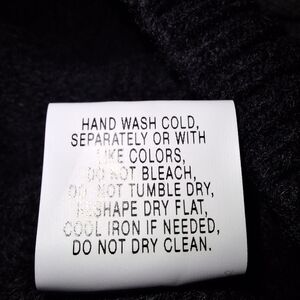 HAND WASH COLD,
SEPARATELY OR WITH
LIKE COLORS,
DO NOT BLEACH,
DO NOT TUMBLE DRY,
RESHAPE DRY FLAT,
COOL IRON IF NEEDED,
DO NOT DRY CLEAN.